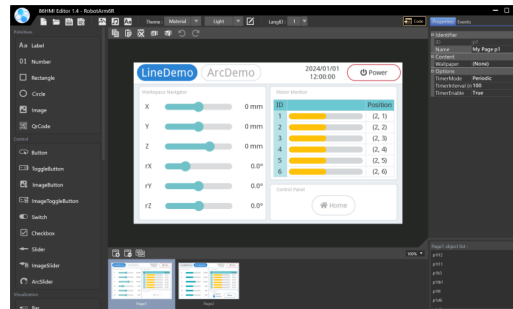 86HMI Editor 1.4 - RobotArm6R
Theme: Material Light LangID: 1 Code
Properties Events
Primitives
Aa Label
01 Number
Rectangle
Circle
Image
QrCode
Control
Button
ToggleButton
ImageButton
ImageToggleButton
Switch
Checkbox
Slider
ImageSlider
ArcSlider
Visualization
Bar
LineDemo ArcDemo
2024/01/01
12:00:00
Power
Workspace Navigator
X 0 mm
Y 0 mm
Z 0 mm
rX 0.0°
rY 0.0°
rZ 0.0°
Motor Monitor
ID Position
1 (2, 1)
2 (2, 2)
3 (2, 3)
4 (2, 4)
5 (2, 5)
6 (2, 6)
Control Panel
Home
100%
Page1
Page2
Identifier
ID p1
Name My Page p1
Content
Wallpaper (None)
Options
TimerMode Periodic
TimerInterval (m 100
TimerEnable True
Page1 object list